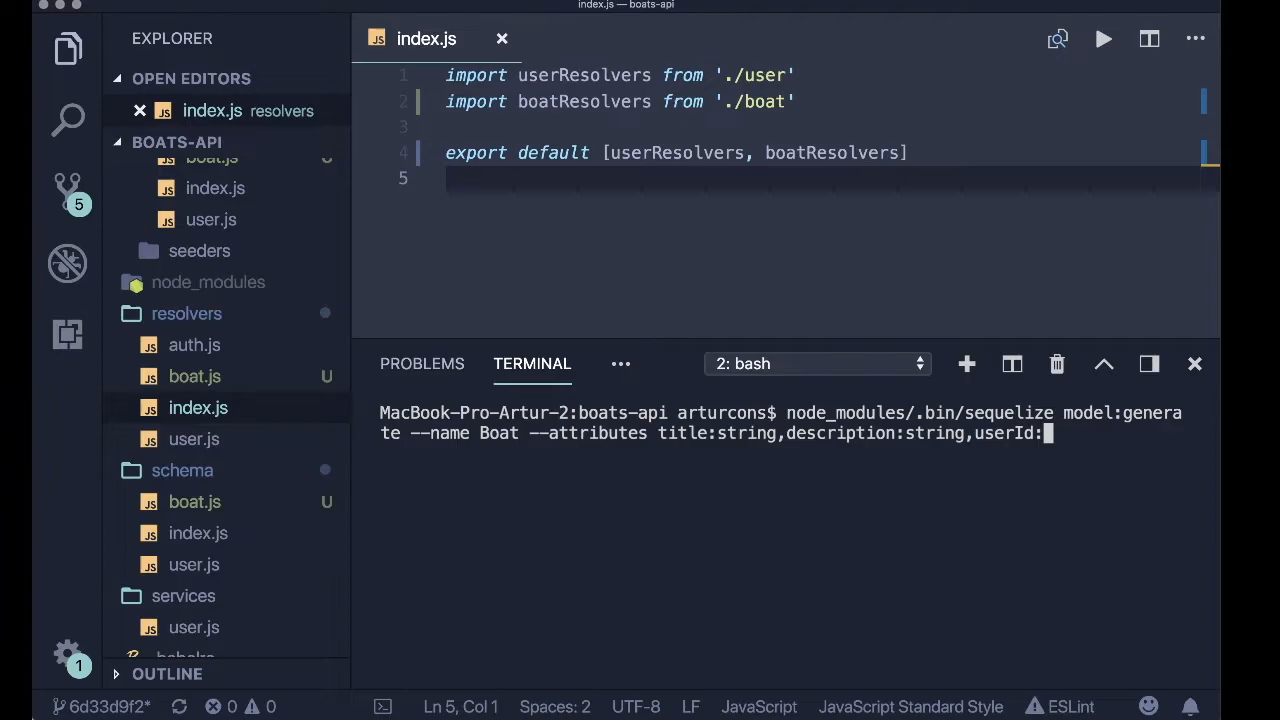 index.js — boats-api
EXPLORER
OPEN EDITORS
index.js resolvers
BOATS-API
boat.js
index.js
user.js
seeders
node_modules
resolvers
auth.js
boat.js U
index.js
user.js
schema
boat.js U
index.js
user.js
services
user.js
OUTLINE
5
1
index.js
1 import userResolvers from './user'
2 import boatResolvers from './boat'
3
4 export default [userResolvers, boatResolvers]
5
PROBLEMS TERMINAL ••• 2: bash
MacBook-Pro-Artur-2:boats-api arturcons$ node_modules/.bin/sequelize model:genera
te --name Boat --attributes title:string,description:string,userId:
6d33d9f2* 0 0 Ln 5, Col 1 Spaces: 2 UTF-8 LF JavaScript JavaScript Standard Style ESLint